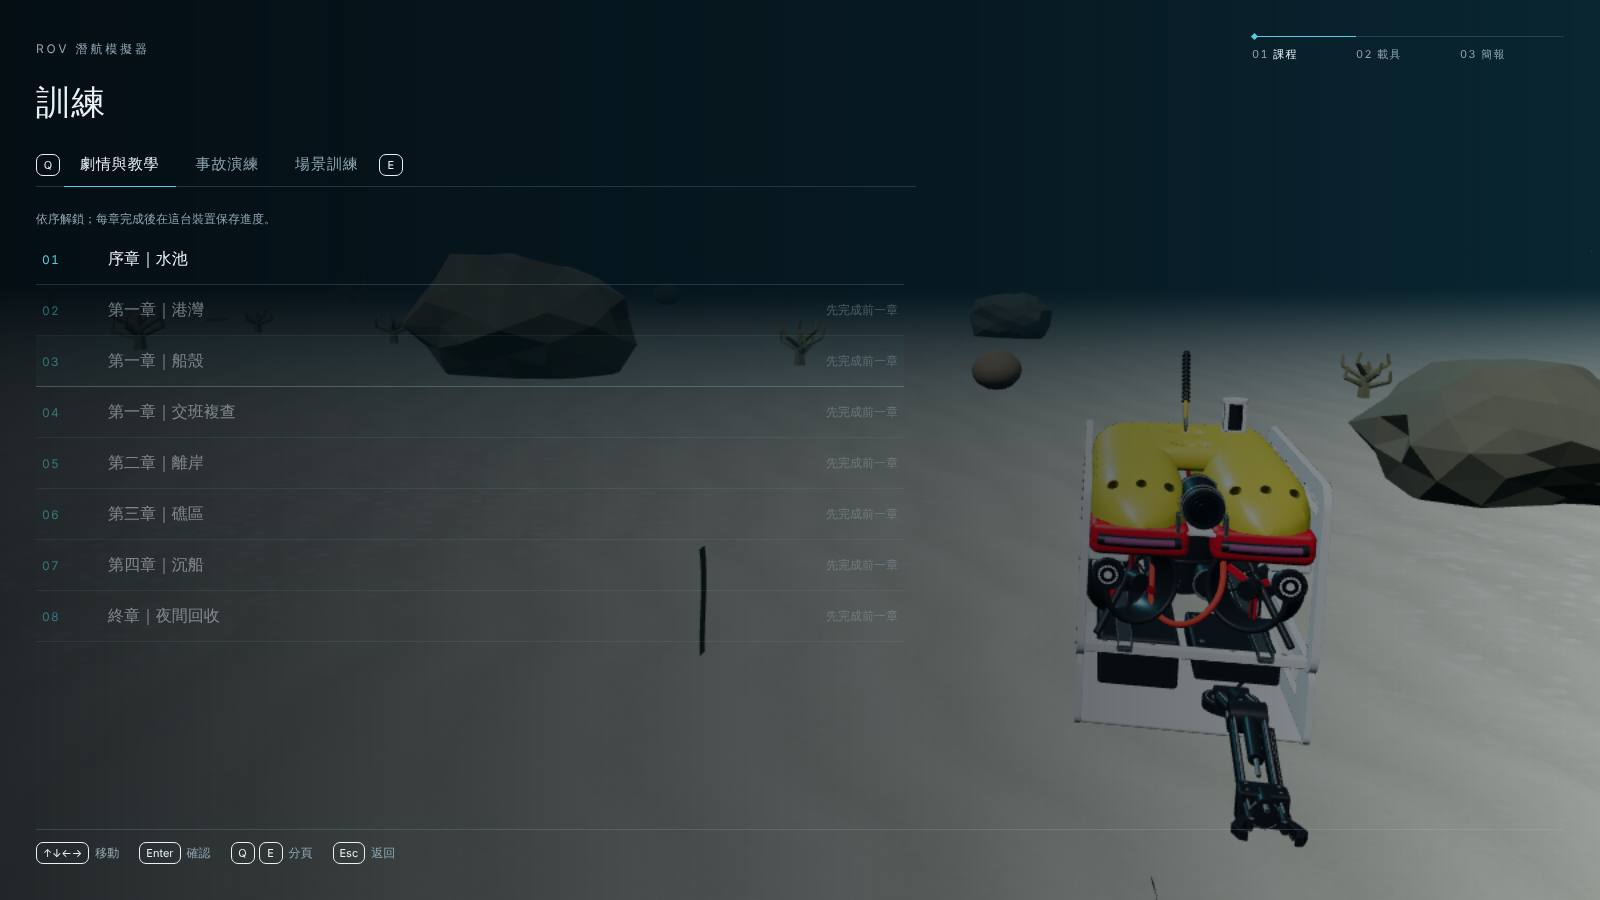 ROV 潛航模擬器
01 課程 02 載具 03 簡報
訓練
Q 劇情與教學 事故演練 場景訓練 E
依序解鎖；每章完成後在這台裝置保存進度。
01 序章｜水池
02 第一章｜港灣 先完成前一章
03 第一章｜船殼 先完成前一章
04 第一章｜交班複查 先完成前一章
05 第二章｜離岸 先完成前一章
06 第三章｜礁區 先完成前一章
07 第四章｜沉船 先完成前一章
08 終章｜夜間回收 先完成前一章
↑↓←→ 移動 Enter 確認 Q E 分頁 Esc 返回